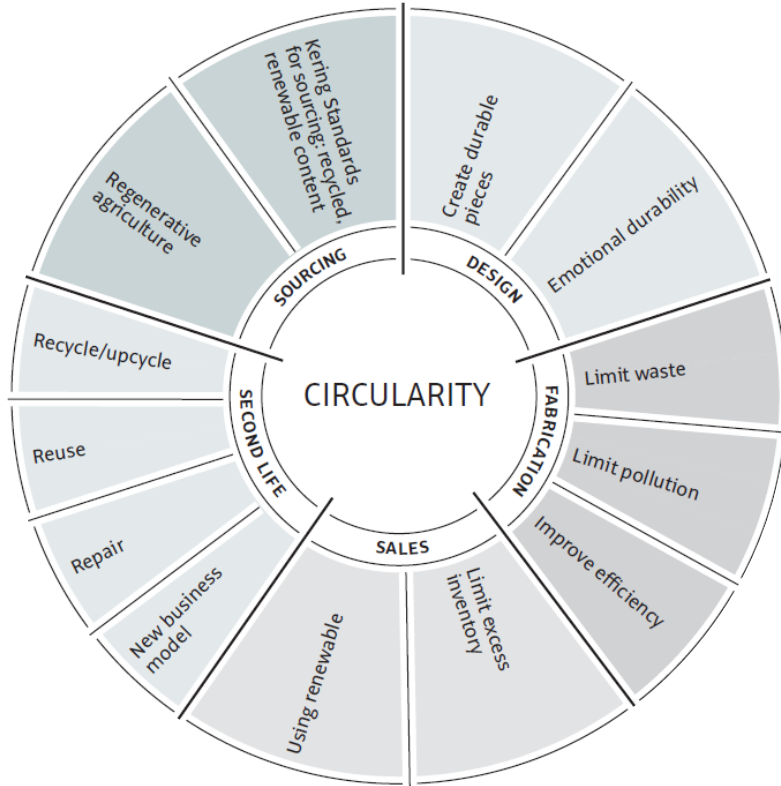 CIRCULARITY
DESIGN
Create durable
pieces
Emotional durability
FABRICATION
Limit waste
Limit pollution
Improve efficiency
SALES
Limit excess
inventory
Using renewable
SECOND LIFE
New business
model
Repair
Reuse
Recycle/upcycle
SOURCING
Regenerative
agriculture
Kering Standards
for sourcing: recycled,
renewable content